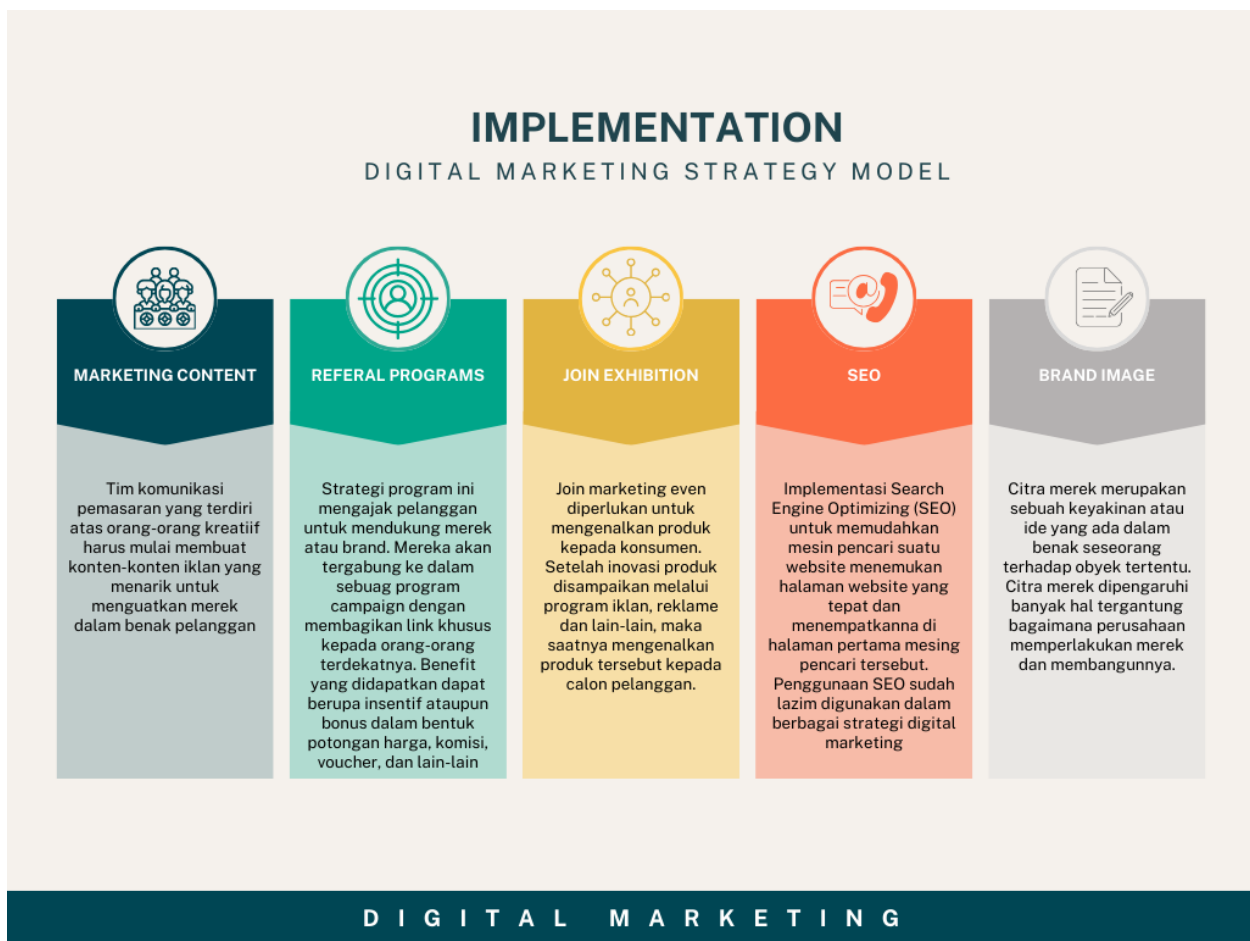 IMPLEMENTATION
DIGITAL MARKETING STRATEGY MODEL
MARKETING CONTENT
Tim komunikasi
pemasaran yang terdiri
atas orang-orang kreatiif
harus mulai membuat
konten-konten iklan yang
menarik untuk
menguatkan merek
dalam benak pelanggan
REFERAL PROGRAMS
Strategi program ini
mengajak pelanggan
untuk mendukung merek
atau brand. Mereka akan
tergabung ke dalam
sebuag program
campaign dengan
membagikan link khusus
kepada orang-orang
terdekatnya. Benefit
yang didapatkan dapat
berupa insentif ataupun
bonus dalam bentuk
potongan harga, komisi,
voucher, dan lain-lain
JOIN EXHIBITION
Join marketing even
diperlukan untuk
mengenalkan produk
kepada konsumen.
Setelah inovasi produk
disampaikan melalui
program iklan, reklame
dan lain-lain, maka
saatnya mengenalkan
produk tersebut kepada
calon pelanggan.
SEO
Implementasi Search
Engine Optimizing (SEO)
untuk memudahkan
mesin pencari suatu
website menemukan
halaman website yang
tepat dan
menempatkanna di
halaman pertama mesing
pencari tersebut.
Penggunaan SEO sudah
lazim digunakan dalam
berbagai strategi digital
marketing
BRAND IMAGE
Citra merek merupakan
sebuah keyakinan atau
ide yang ada dalam
benak seseorang
terhadap obyek tertentu.
Citra merek dipengaruhi
banyak hal tergantung
bagaimana perusahaan
memperlakukan merek
dan membangunnya.
DIGITAL MARKETING